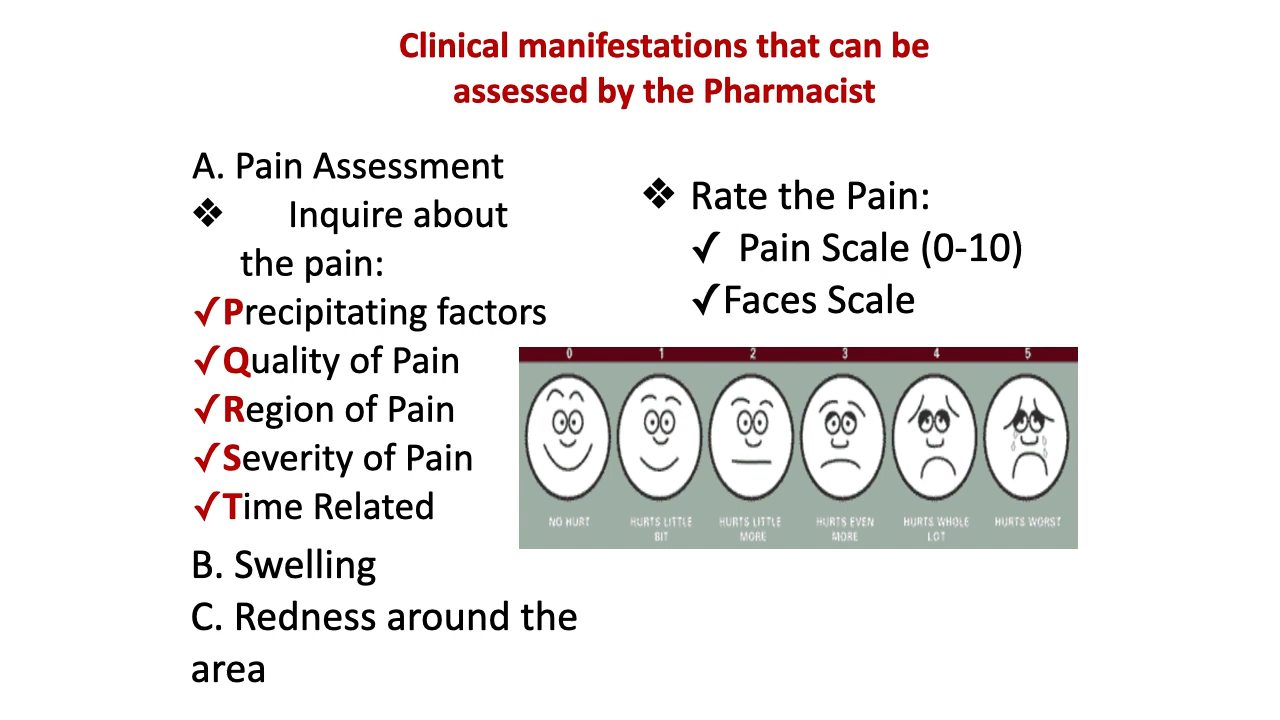 Clinical manifestations that can be
assessed by the Pharmacist
A. Pain Assessment
❖ Inquire about
the pain:
✓Precipitating factors
✓Quality of Pain
✓Region of Pain
✓Severity of Pain
✓Time Related
B. Swelling
C. Redness around the
area
❖ Rate the Pain:
✓ Pain Scale (0-10)
✓Faces Scale
0 1 2 3 4 5
NO HURT HURTS LITTLE HURTS LITTLE HURTS EVEN HURTS WHOLE HURTS WORST
BIT MORE MORE LOT